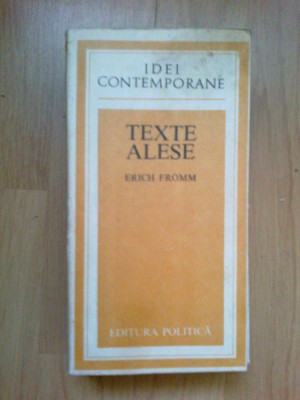 IDEI
CONTEMPORANE
TEXTE
ALESE
ERICH FROMM
EDITURA POLITICĂ